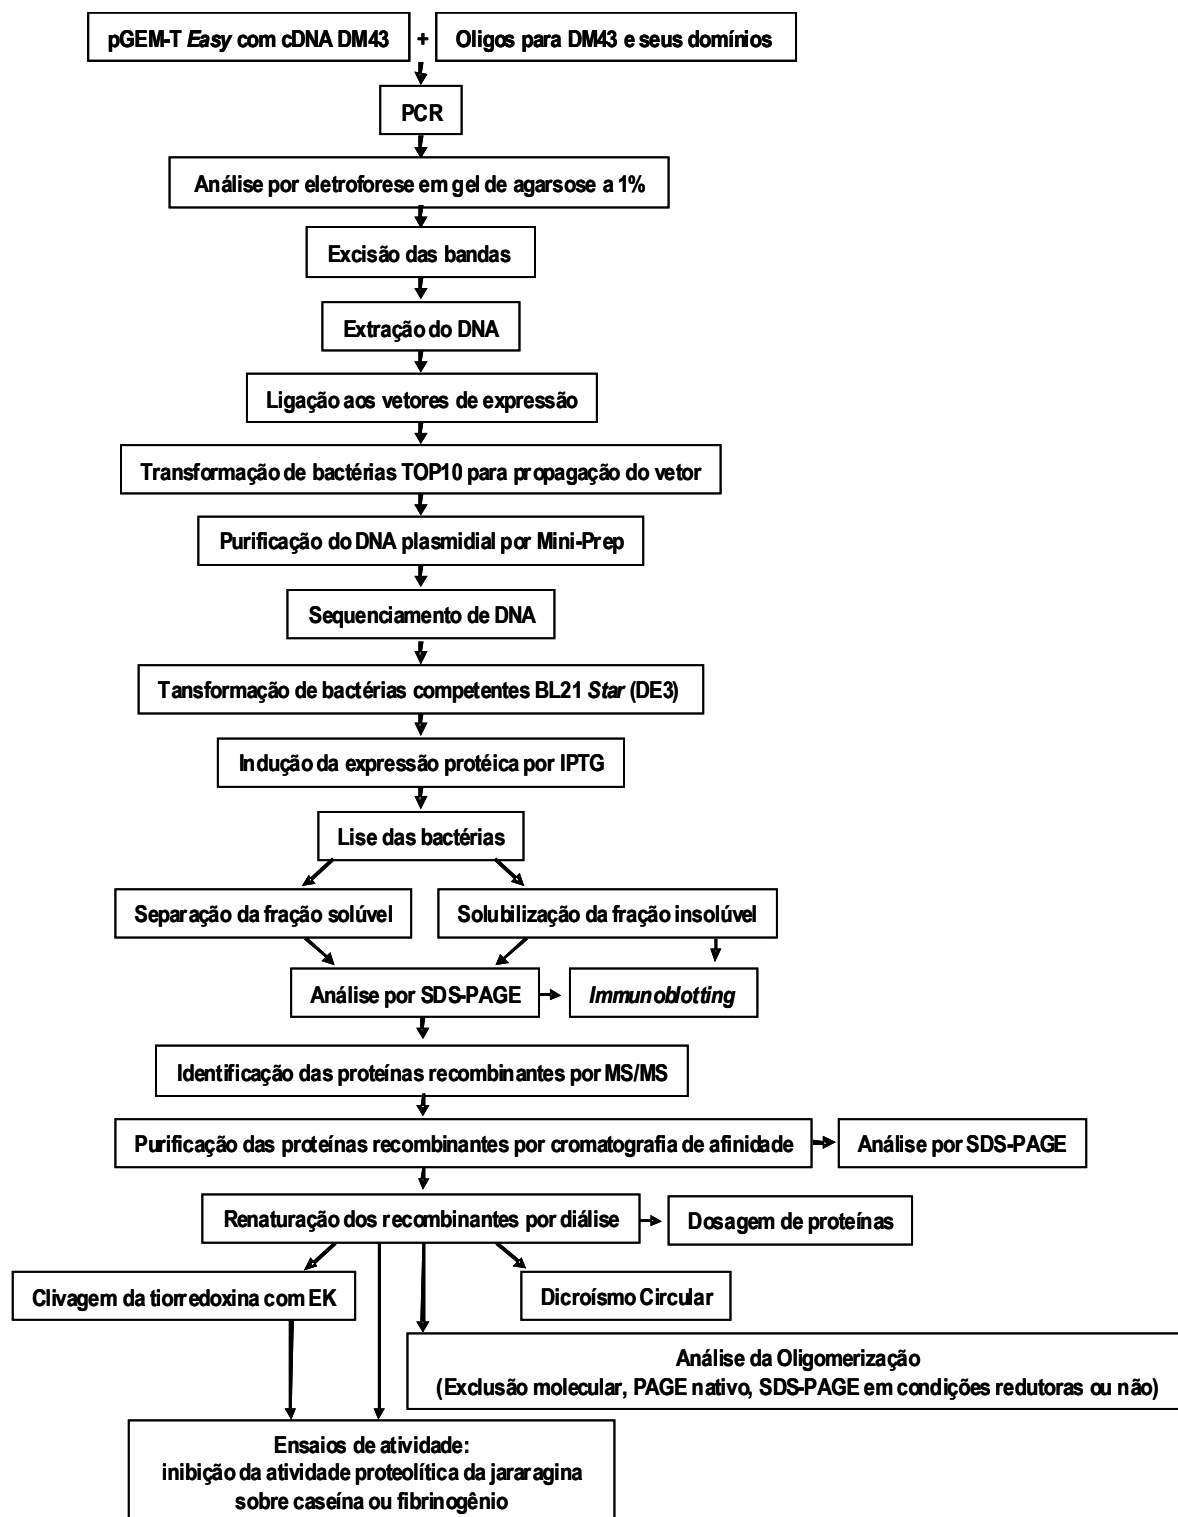 pGEM-T Easy com cDNA DM43 + Oligos para DM43 e seus domínios
PCR
Análise por eletroforese em gel de agarsose a 1%
Excisão das bandas
Extração do DNA
Ligação aos vetores de expressão
Transformação de bactérias TOP10 para propagação do vetor
Purificação do DNA plasmidial por Mini-Prep
Sequenciamento de DNA
Tansformação de bactérias competentes BL21 Star (DE3)
Indução da expressão protéica por IPTG
Lise das bactérias
Separação da fração solúvel
Solubilização da fração insolúvel
Análise por SDS-PAGE
Immunoblotting
Identificação das proteínas recombinantes por MS/MS
Purificação das proteínas recombinantes por cromatografia de afinidade
Análise por SDS-PAGE
Renaturação dos recombinantes por diálise
Dosagem de proteínas
Clivagem da tiorredoxina com EK
Dicroísmo Circular
Análise da Oligomerização
(Exclusão molecular, PAGE nativo, SDS-PAGE em condições redutoras ou não)
Ensaios de atividade:
inibição da atividade proteolítica da jararagina
sobre caseína ou fibrinogênio